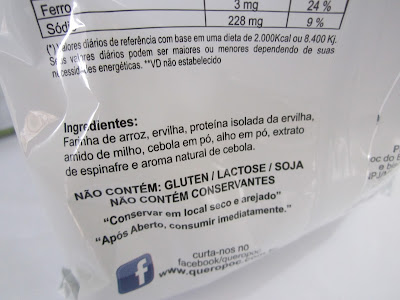 Ferro 3 mg 24 %
Sódio 228 mg 9 %
(*) Valores diários de referência com base em uma dieta de 2.000Kcal ou 8.400 Kj.
Seus valores diários podem ser maiores ou menores dependendo de suas
necessidades energéticas. **VD não estabelecido
Ingredientes:
Farinha de arroz, ervilha, proteína isolada da ervilha,
amido de milho, cebola em pó, alho em pó, extrato
de espinafre e aroma natural de cebola.
NÃO CONTÉM: GLUTEN / LACTOSE / SOJA
NÃO CONTÉM CONSERVANTES
"Conservar em local seco e arejado"
"Após Aberto, consumir imediatamente."
curta-nos no
f